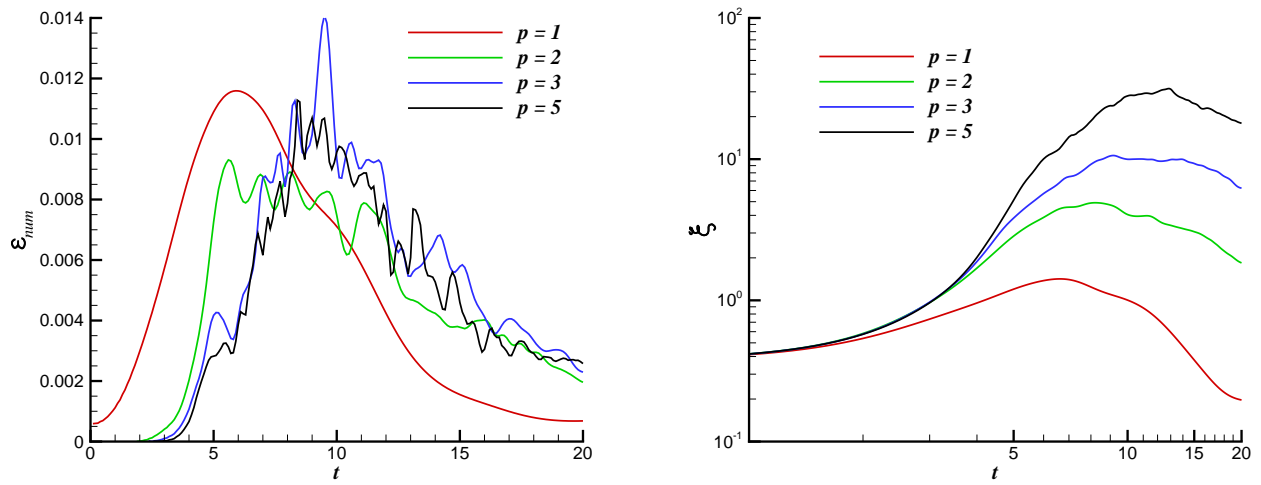 0.014
0.012
0.01
0.008
0.006
0.004
0.002
0
ε_num
0 5 10 15 20
t
p = 1
p = 2
p = 3
p = 5
10^2
10^1
10^0
10^-1
ξ
5 10 15 20
t
p = 1
p = 2
p = 3
p = 5